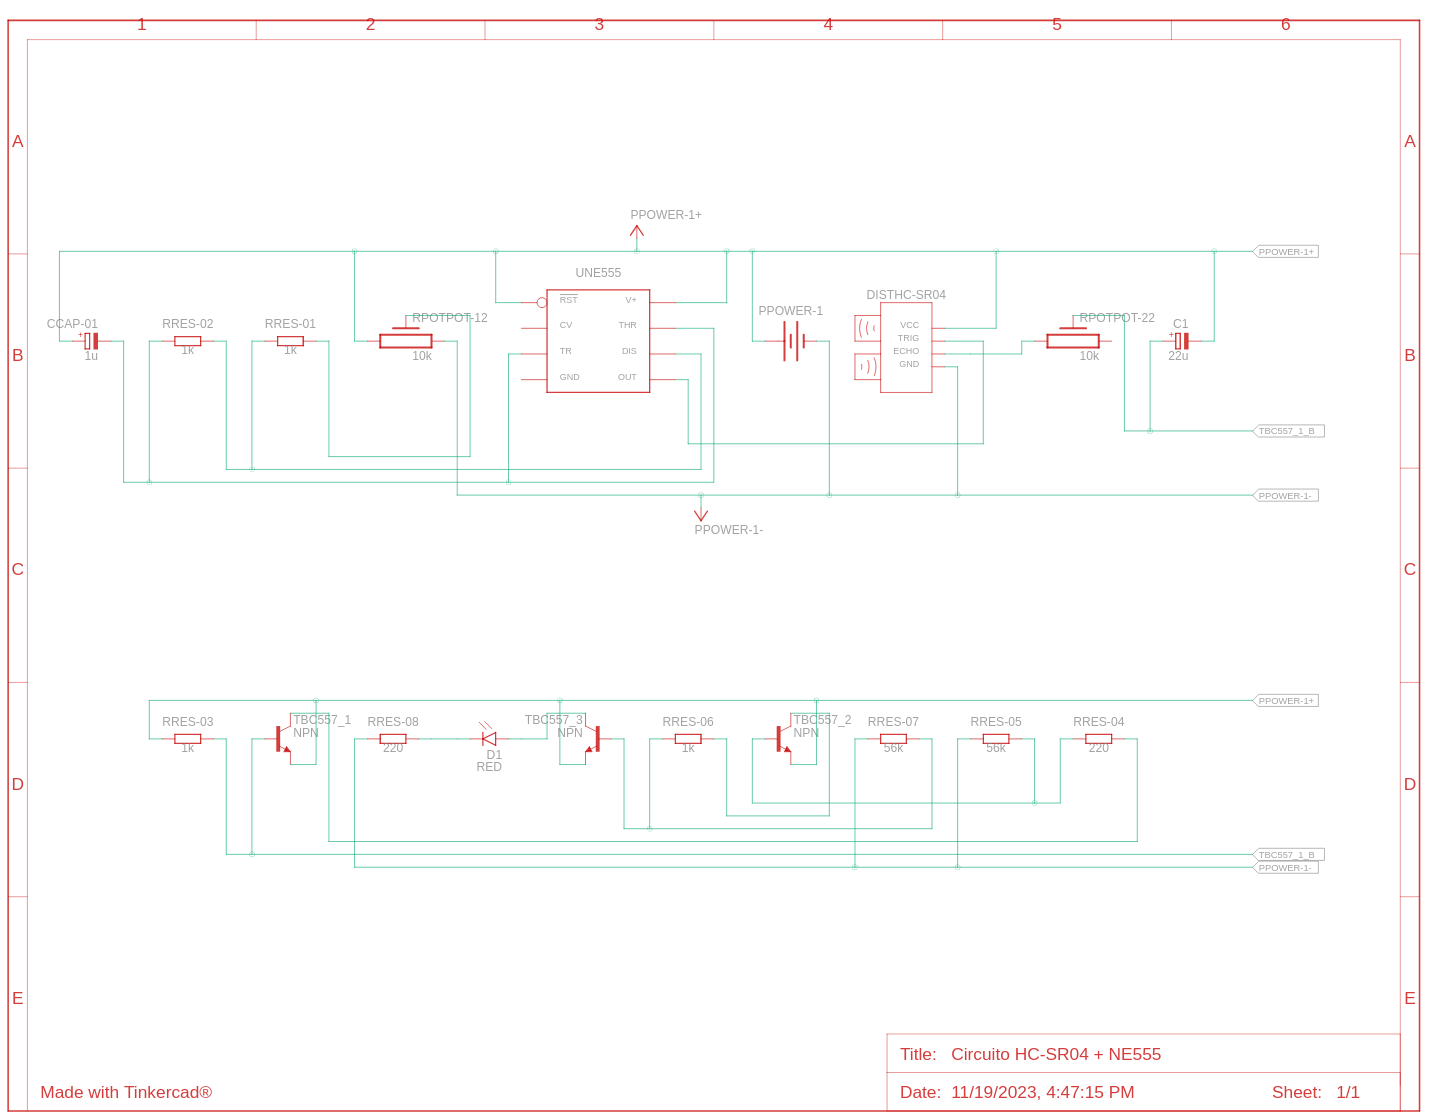 1 2 3 4 5 6
A A
PPOWER-1+
PPOWER-1+
UNE555
DISTHC-SR04
RST V+
PPOWER-1
CCAP-01 RRES-02 RRES-01 RPOTPOT-12 CV THR VCC RPOTPOT-22 C1
+ TRIG +
B 1u 1k 1k 10k TR DIS ECHO 10k 22u B
GND
GND OUT
TBC557_1_B
PPOWER-1-
PPOWER-1-
C C
PPOWER-1+
RRES-03 TBC557_1 RRES-08 TBC557_3 RRES-06 TBC557_2 RRES-07 RRES-05 RRES-04
NPN NPN NPN
1k 220 1k 56k 56k 220
D1
RED
D D
TBC557_1_B
PPOWER-1-
E E
Title: Circuito HC-SR04 + NE555
Made with Tinkercad®
Date: 11/19/2023, 4:47:15 PM Sheet: 1/1